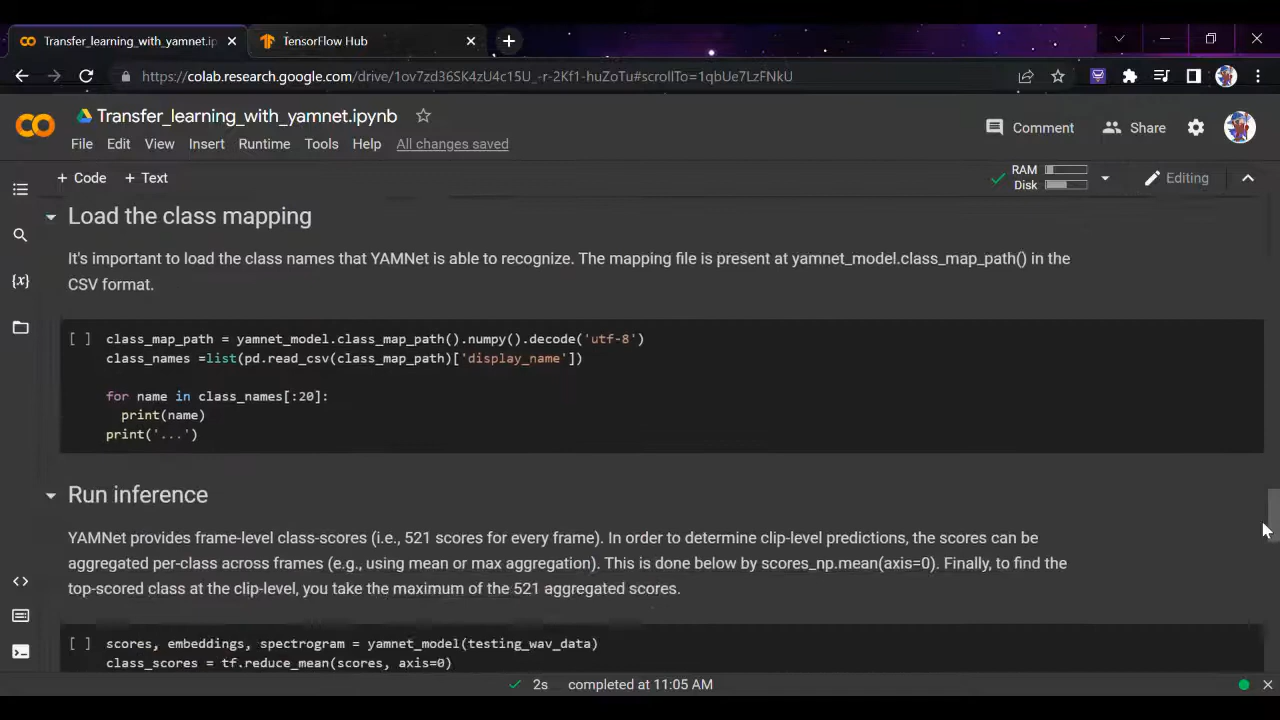 Transfer_learning_with_yamnet.ip
TensorFlow Hub
https://colab.research.google.com/drive/1ov7zd36SK4zU4c15U_-r-2Kf1-huZoTu#scrollTo=1qbUe7LzFNkU
Transfer_learning_with_yamnet.ipynb
Comment
Share
File Edit View Insert Runtime Tools Help All changes saved
+ Code + Text
RAM
Disk
Editing
Load the class mapping
It's important to load the class names that YAMNet is able to recognize. The mapping file is present at yamnet_model.class_map_path() in the
CSV format.
{x}
[ ] class_map_path = yamnet_model.class_map_path().numpy().decode('utf-8')
class_names =list(pd.read_csv(class_map_path)['display_name'])
for name in class_names[:20]:
print(name)
print('...')
Run inference
YAMNet provides frame-level class-scores (i.e., 521 scores for every frame). In order to determine clip-level predictions, the scores can be
aggregated per-class across frames (e.g., using mean or max aggregation). This is done below by scores_np.mean(axis=0). Finally, to find the
top-scored class at the clip-level, you take the maximum of the 521 aggregated scores.
[ ] scores, embeddings, spectrogram = yamnet_model(testing_wav_data)
class_scores = tf.reduce_mean(scores, axis=0)
2s completed at 11:05 AM